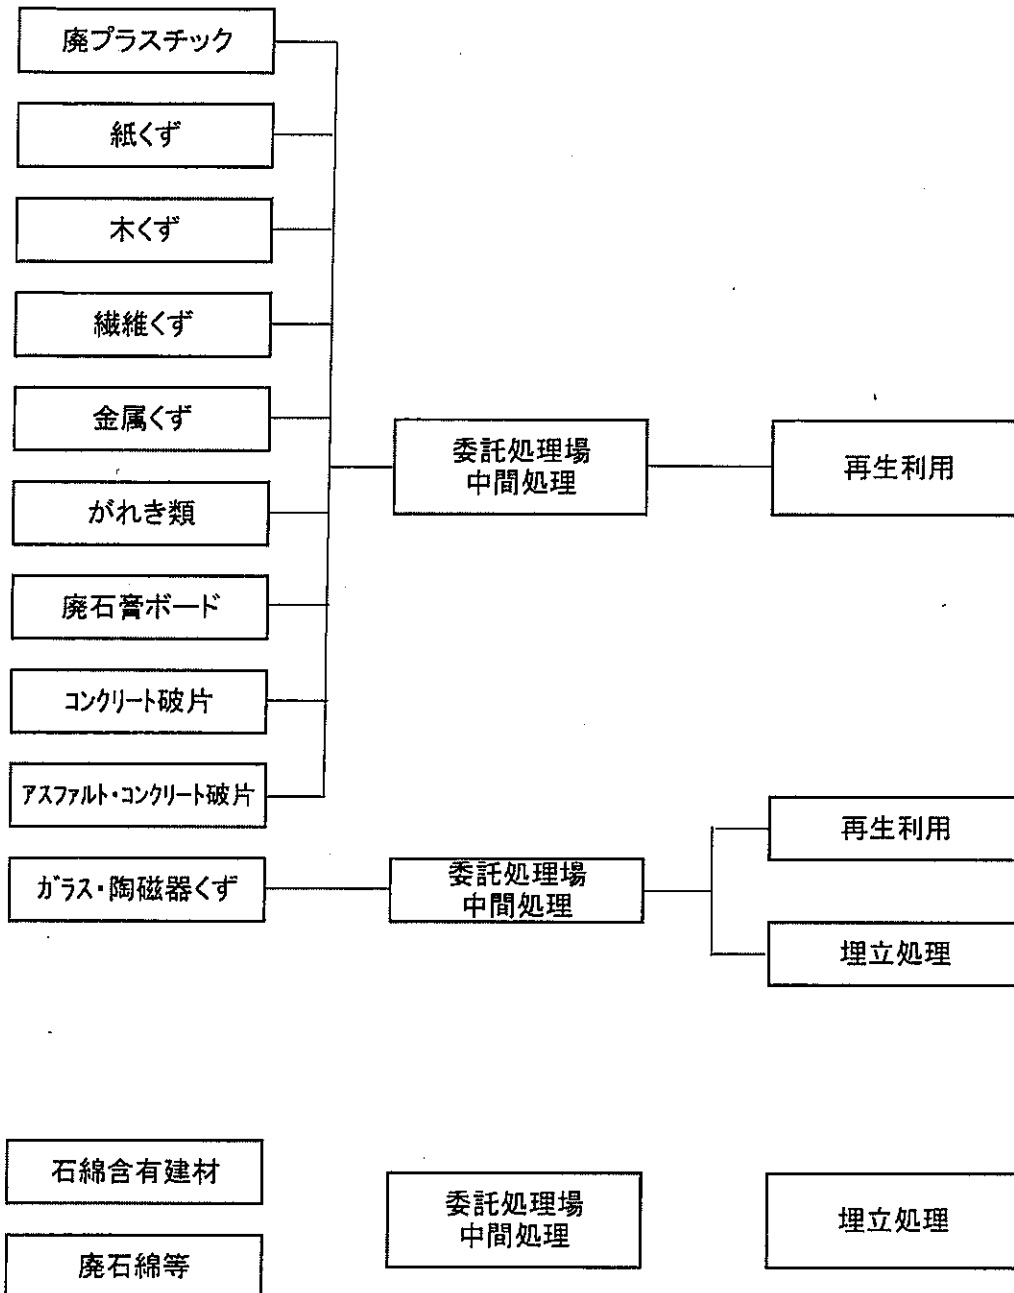 廃プラスチック
紙くず
木くず
繊維くず
金属くず
がれき類
廃石膏ボード
コンクリート破片
アスファルト・コンクリート破片
委託処理場
中間処理
再生利用
ガラス・陶磁器くず
委託処理場
中間処理
再生利用
埋立処理
石綿含有建材
廃石綿等
委託処理場
中間処理
埋立処理